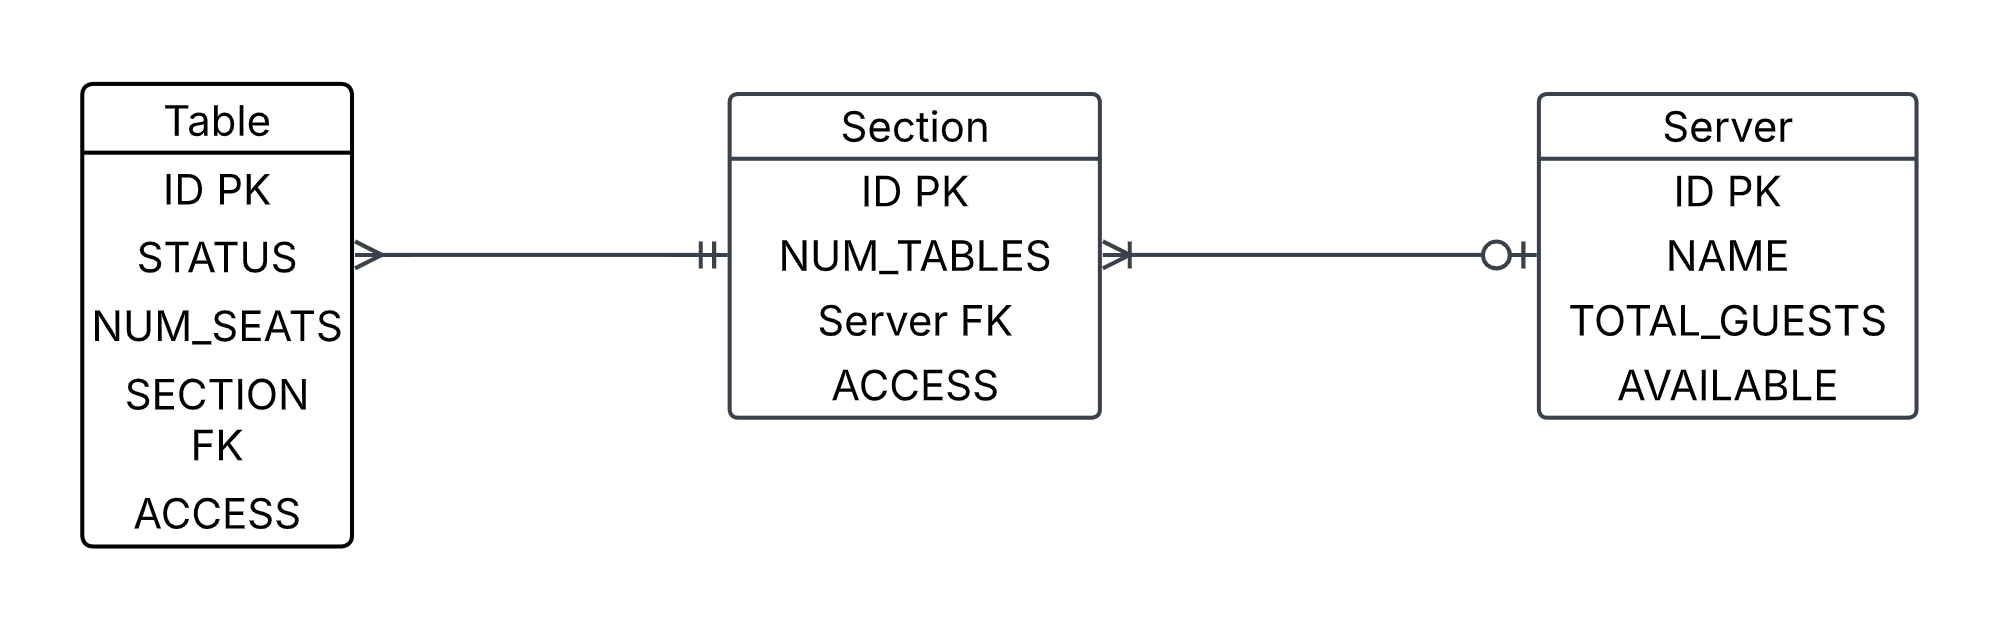 Table
ID PK
STATUS
NUM_SEATS
SECTION
FK
ACCESS
Section
ID PK
NUM_TABLES
Server FK
ACCESS
Server
ID PK
NAME
TOTAL_GUESTS
AVAILABLE